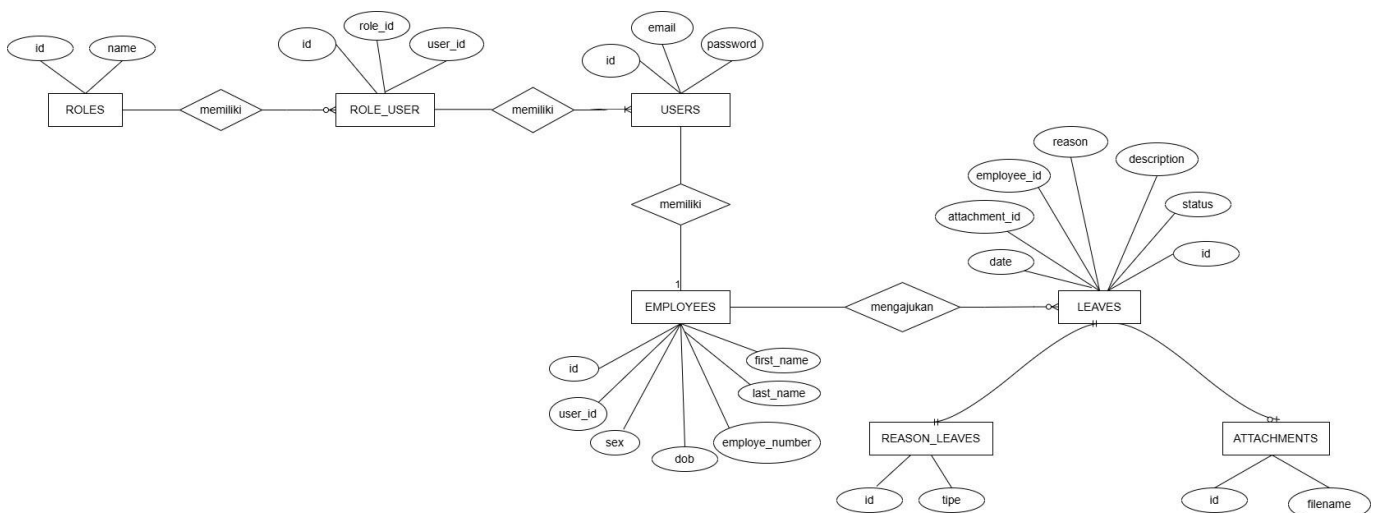 id
name
ROLES
memiliki
id
role_id
user_id
ROLE_USER
memiliki
id
email
password
USERS
memiliki
1
EMPLOYEES
id
user_id
sex
dob
employe_number
last_name
first_name
mengajukan
date
attachment_id
employee_id
reason
description
status
id
LEAVES
REASON_LEAVES
id
tipe
ATTACHMENTS
id
filename